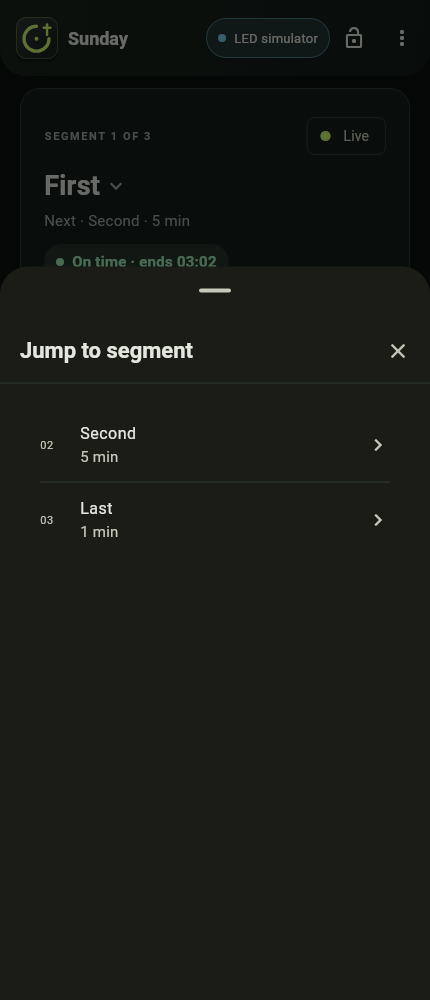 Sunday
LED simulator
SEGMENT 1 OF 3
Live
First
Next · Second · 5 min
On time · ends 03:02
Jump to segment
02
Second
5 min
03
Last
1 min